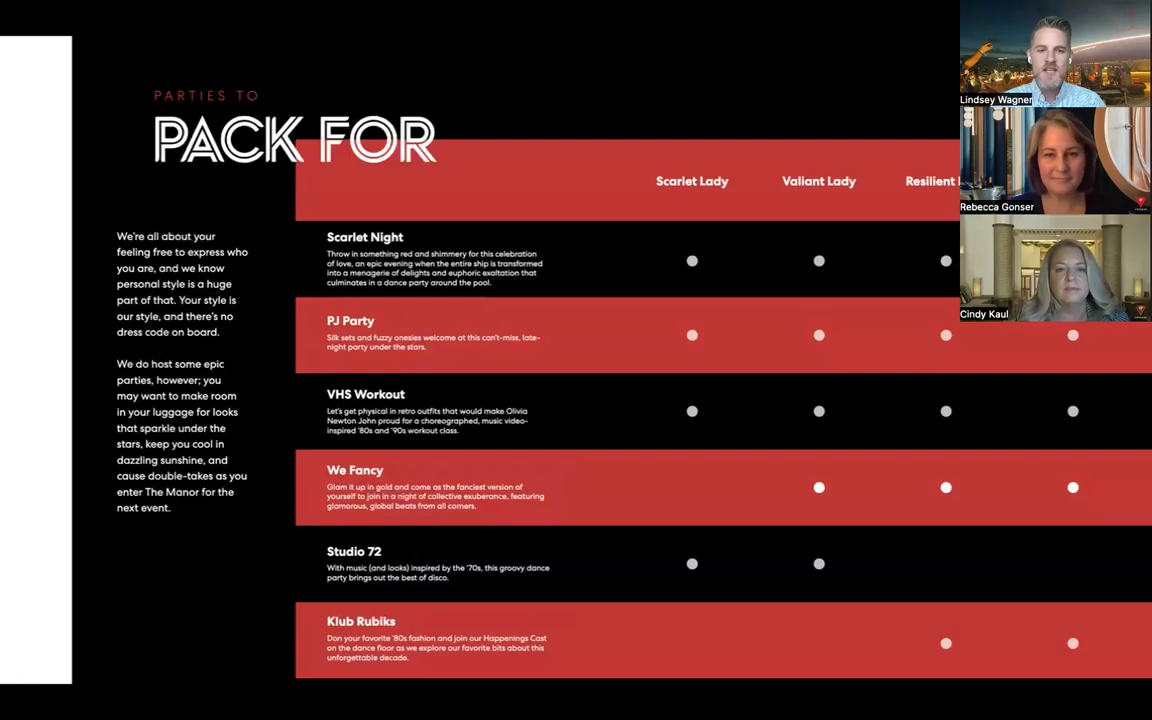 PARTIES TO
PACK FOR
We're all about your
feeling free to express who
you are, and we know
personal style is a huge
part of that. Your style is
our style, and there's no
dress code on board.
We do host some epic
parties, however; you
may want to make room
in your luggage for looks
that sparkle under the
stars, keep you cool in
dazzling sunshine, and
cause double-takes as you
enter The Manor for the
next event.
Scarlet Lady
Valiant Lady
Resilient
Scarlet Night
Throw in something red and shimmery for this celebration
of love, an epic evening when the entire ship is transformed
into a menagerie of delights and euphoric exaltation that
culminates in a dance party around the pool.
PJ Party
Silk sets and fuzzy onesies welcome at this can't-miss, late-
night party under the stars.
VHS Workout
Let's get physical in retro outfits that would make Olivia
Newton John proud for a choreographed, music video-
inspired '80s and '90s workout class.
We Fancy
Glam it up in gold and come as the fanciest version of
yourself to join in a night of collective exuberance, featuring
glamorous, global beats from all corners.
Studio 72
With music (and looks) inspired by the '70s, this groovy dance
party brings out the best of disco.
Klub Rubiks
Don your favorite '80s fashion and join our Happenings Cast
on the dance floor as we explore our favorite bits about this
unforgettable decade.
Lindsey Wagner
Rebecca Gonser
Cindy Kaul